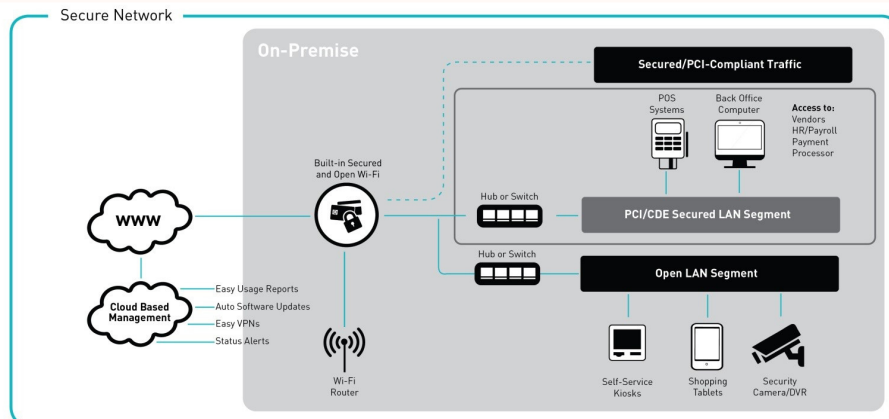 Secure Network
On-Premise
Secured/PCI-Compliant Traffic
POS
Systems
Back Office
Computer
Access to:
Vendors
HR/Payroll
Payment
Processor
Built-in Secured
and Open Wi-Fi
Hub or Switch
PCI/CDE Secured LAN Segment
www
Hub or Switch
Open LAN Segment
Cloud Based
Management
Easy Usage Reports
Auto Software Updates
Easy VPNs
Status Alerts
Wi-Fi
Router
Self-Service
Kiosks
Shopping
Tablets
Security
Camera/DVR